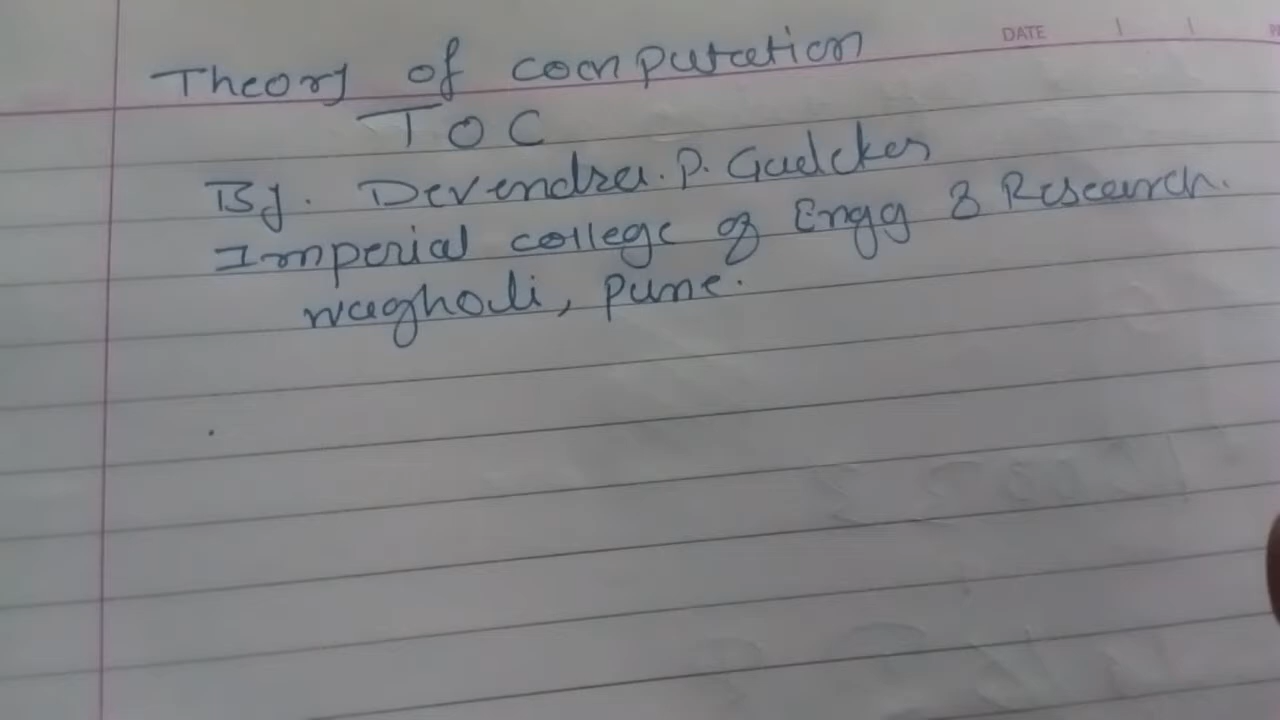 DATE
Theory of computation
TOC
By. Devendra. P. Gadekar
Imperial college of Engg & Research.
wagholi, Pune.